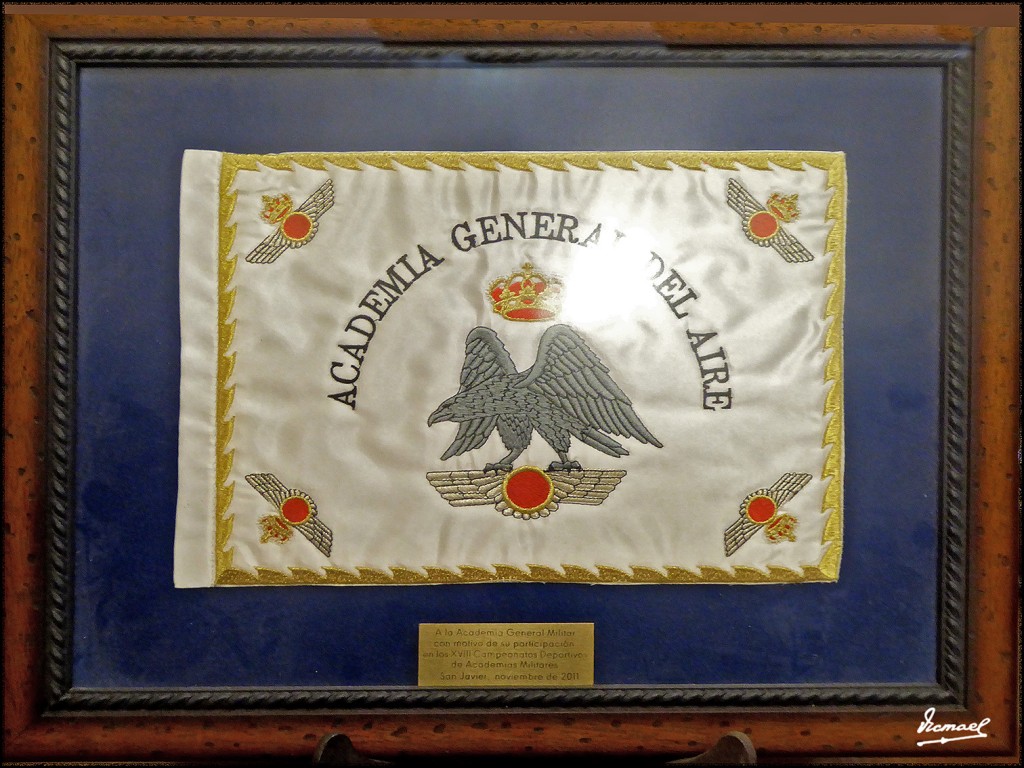 ACADEMIA GENERAL DEL AIRE
A la Academia General Militar
con motivo de su participación
en los XVIII Campeonatos Deportivos
de Academias Militares
San Javier, noviembre de 2011